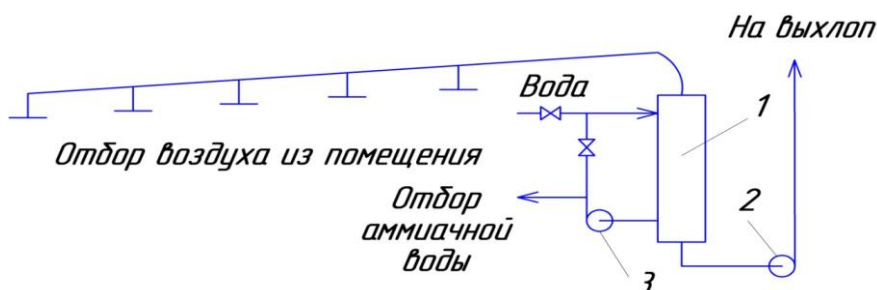 На выхлоп
Вода
1
Отбор воздуха из помещения
Отбор
аммиачной
воды
2
3